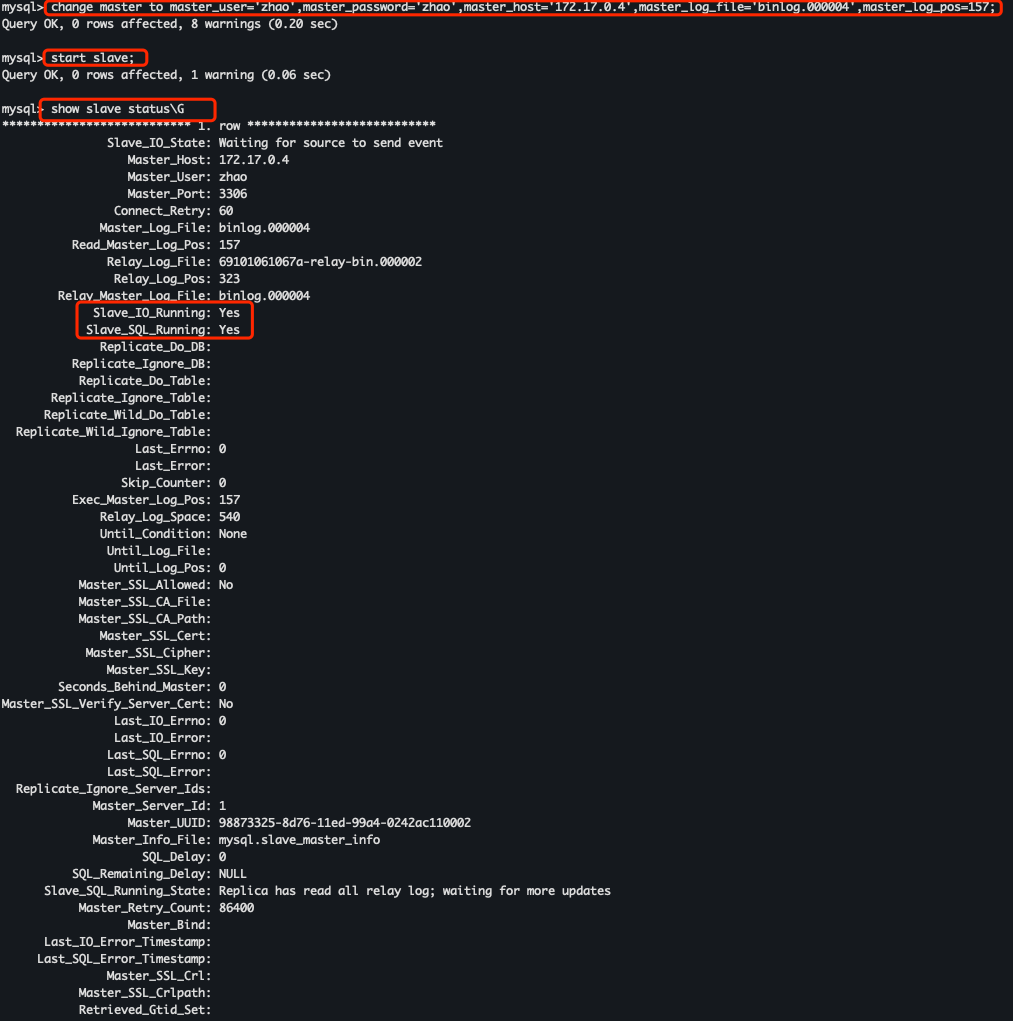 mysql> change master to master_user='zhao',master_password='zhao',master_host='172.17.0.4',master_log_file='binlog.000004',master_log_pos=157;
Query OK, 0 rows affected, 8 warnings (0.20 sec)
mysql> start slave;
Query OK, 0 rows affected, 1 warning (0.06 sec)
mysql> show slave status\G
*************************** 1. row ***************************
Slave_IO_State: Waiting for source to send event
Master_Host: 172.17.0.4
Master_User: zhao
Master_Port: 3306
Connect_Retry: 60
Master_Log_File: binlog.000004
Read_Master_Log_Pos: 157
Relay_Log_File: 69101061067a-relay-bin.000002
Relay_Log_Pos: 323
Relay_Master_Log_File: binlog.000004
Slave_IO_Running: Yes
Slave_SQL_Running: Yes
Replicate_Do_DB:
Replicate_Ignore_DB:
Replicate_Do_Table:
Replicate_Ignore_Table:
Replicate_Wild_Do_Table:
Replicate_Wild_Ignore_Table:
Last_Errno: 0
Last_Error:
Skip_Counter: 0
Exec_Master_Log_Pos: 157
Relay_Log_Space: 540
Until_Condition: None
Until_Log_File:
Until_Log_Pos: 0
Master_SSL_Allowed: No
Master_SSL_CA_File:
Master_SSL_CA_Path:
Master_SSL_Cert:
Master_SSL_Cipher:
Master_SSL_Key:
Seconds_Behind_Master: 0
Master_SSL_Verify_Server_Cert: No
Last_IO_Errno: 0
Last_IO_Error:
Last_SQL_Errno: 0
Last_SQL_Error:
Replicate_Ignore_Server_Ids:
Master_Server_Id: 1
Master_UUID: 98873325-8d76-11ed-99a4-0242ac110002
Master_Info_File: mysql.slave_master_info
SQL_Delay: 0
SQL_Remaining_Delay: NULL
Slave_SQL_Running_State: Replica has read all relay log; waiting for more updates
Master_Retry_Count: 86400
Master_Bind:
Last_IO_Error_Timestamp:
Last_SQL_Error_Timestamp:
Master_SSL_Crl:
Master_SSL_Crlpath:
Retrieved_Gtid_Set: